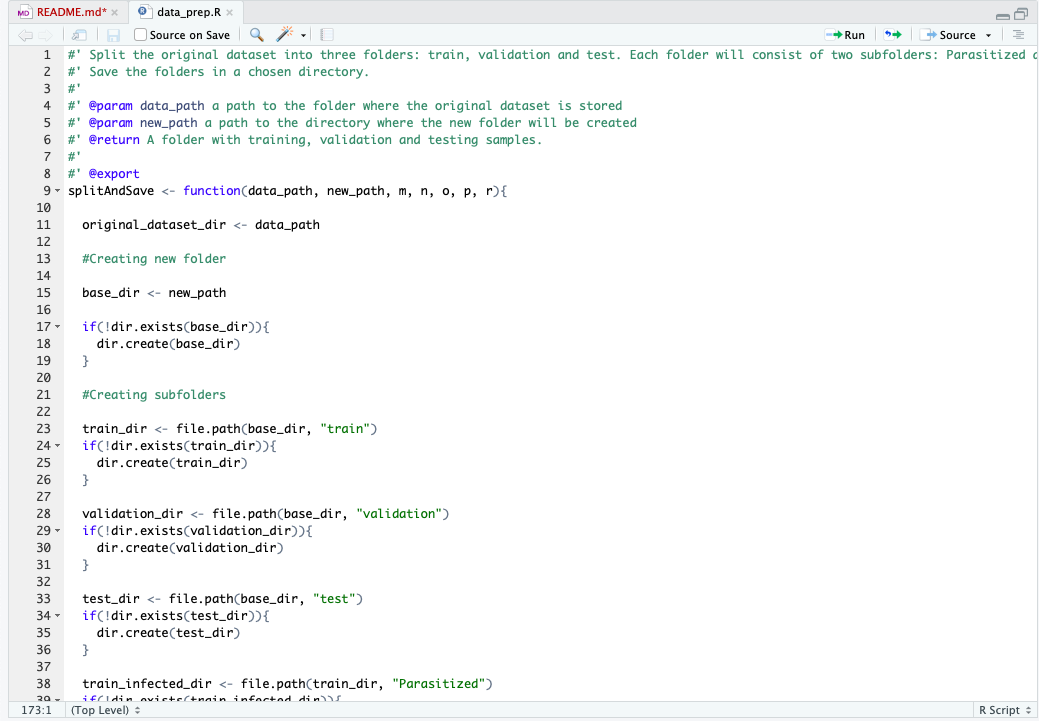 README.md* data_prep.R
Source on Save Run Source
1 #' Split the original dataset into three folders: train, validation and test. Each folder will consist of two subfolders: Parasitized
2 #' Save the folders in a chosen directory.
3 #'
4 #' @param data_path a path to the folder where the original dataset is stored
5 #' @param new_path a path to the directory where the new folder will be created
6 #' @return A folder with training, validation and testing samples.
7 #'
8 #' @export
9 splitAndSave <- function(data_path, new_path, m, n, o, p, r){
10
11 original_dataset_dir <- data_path
12
13 #Creating new folder
14
15 base_dir <- new_path
16
17 if(!dir.exists(base_dir)){
18 dir.create(base_dir)
19 }
20
21 #Creating subfolders
22
23 train_dir <- file.path(base_dir, "train")
24 if(!dir.exists(train_dir)){
25 dir.create(train_dir)
26 }
27
28 validation_dir <- file.path(base_dir, "validation")
29 if(!dir.exists(validation_dir)){
30 dir.create(validation_dir)
31 }
32
33 test_dir <- file.path(base_dir, "test")
34 if(!dir.exists(test_dir)){
35 dir.create(test_dir)
36 }
37
38 train_infected_dir <- file.path(train_dir, "Parasitized")
39 if(!dir.exists(train_infected_dir)){
173:1 (Top Level) R Script